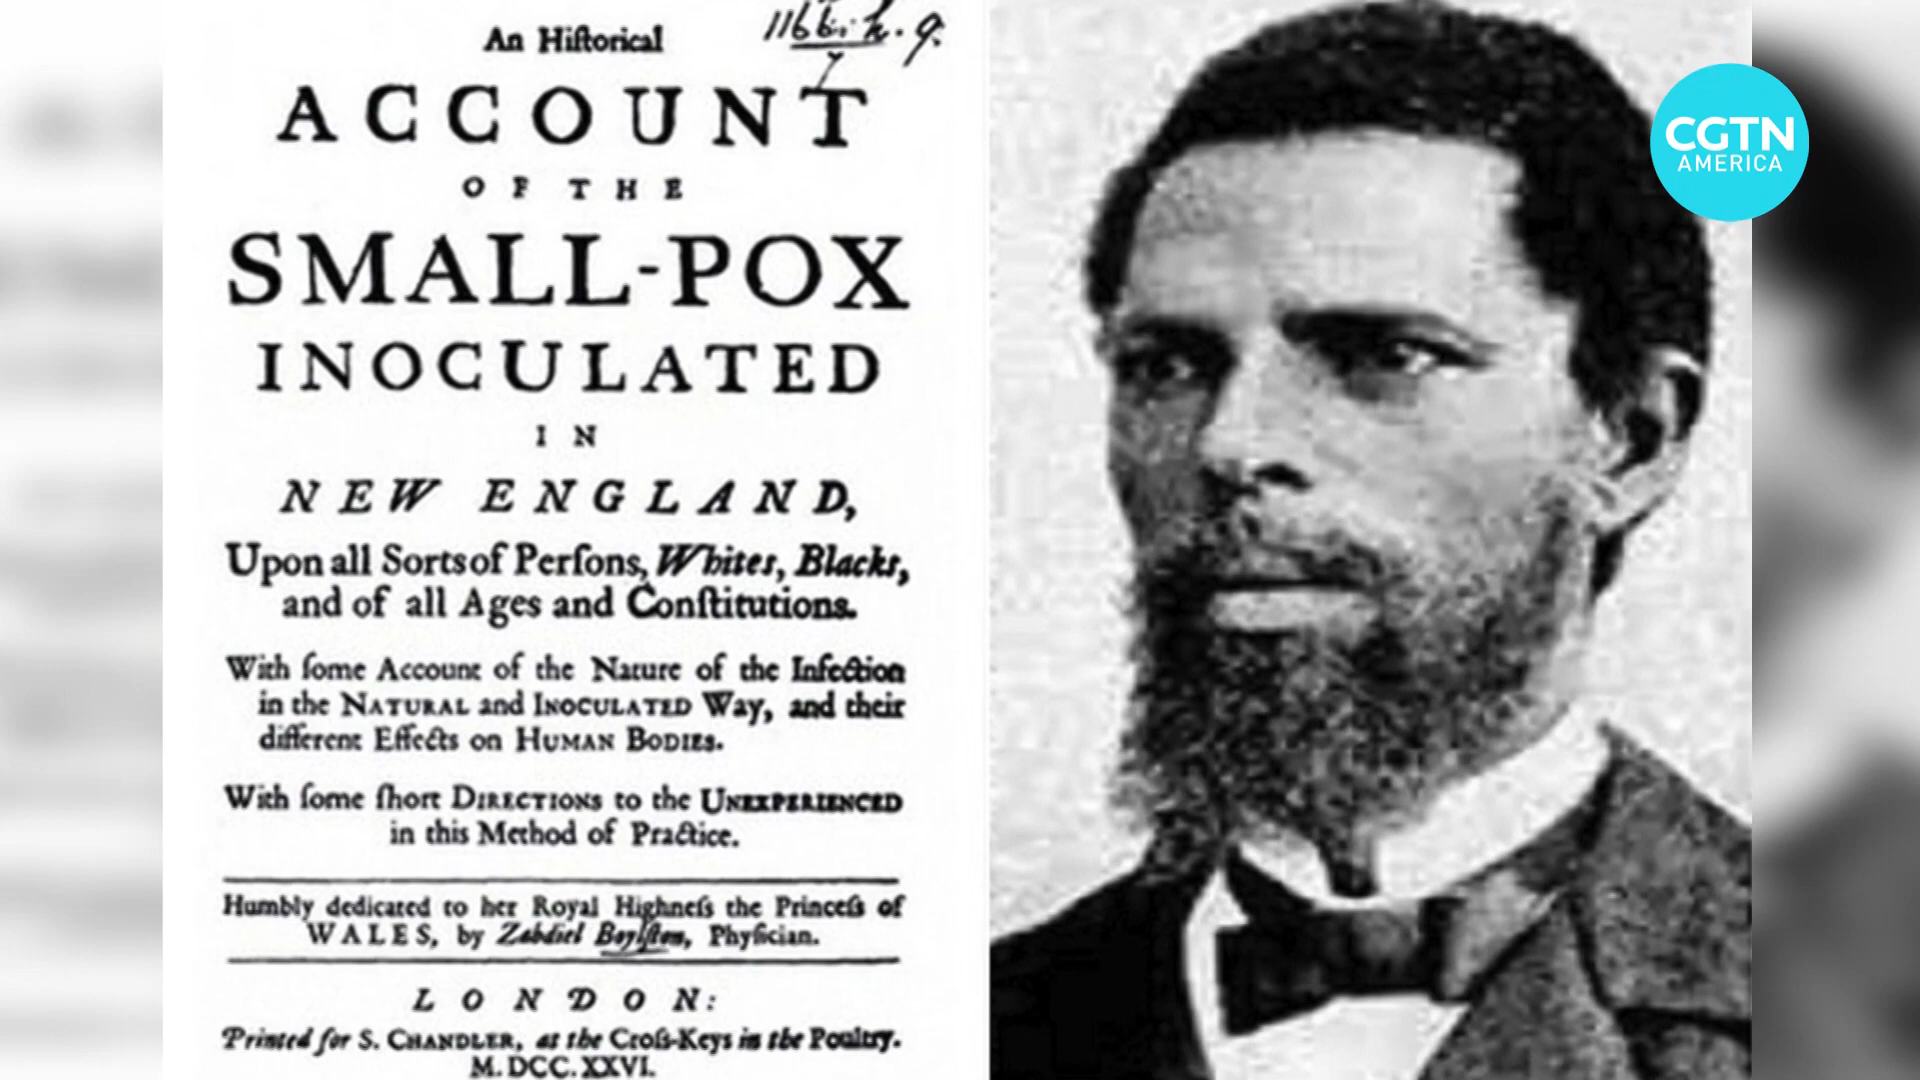 An Hiſtorical
1166. h. 9.
ACCOUNT
OF THE
SMALL-POX
INOCULATED
IN
NEW ENGLAND,
Upon all Sorts of Perſons, Whites, Blacks,
and of all Ages and Conſtitutions.
With ſome Account of the Nature of the Infection
in the NATURAL and INOCULATED Way, and their
different Effects on HUMAN BODIES.
With ſome ſhort DIRECTIONS to the UNEXPERIENCED
in this Method of Practice.
Humbly dedicated to her Royal Highneſs the Princeſs of
WALES, by Zabdiel Boylſton, Phyſician.
LONDON:
Printed for S. CHANDLER, at the Croſs-Keys in the Poultry.
M. DCC. XXVI.
CGTN
AMERICA